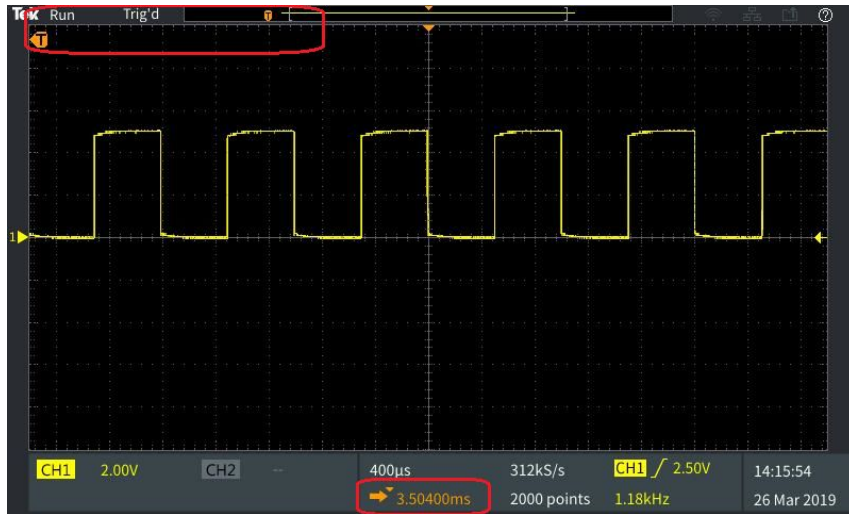 Tek Run Trig'd T
T
1
CH1 2.00V CH2 -- 400µs 312kS/s CH1 2.50V 14:15:54
3.50400ms 2000 points 1.18kHz 26 Mar 2019